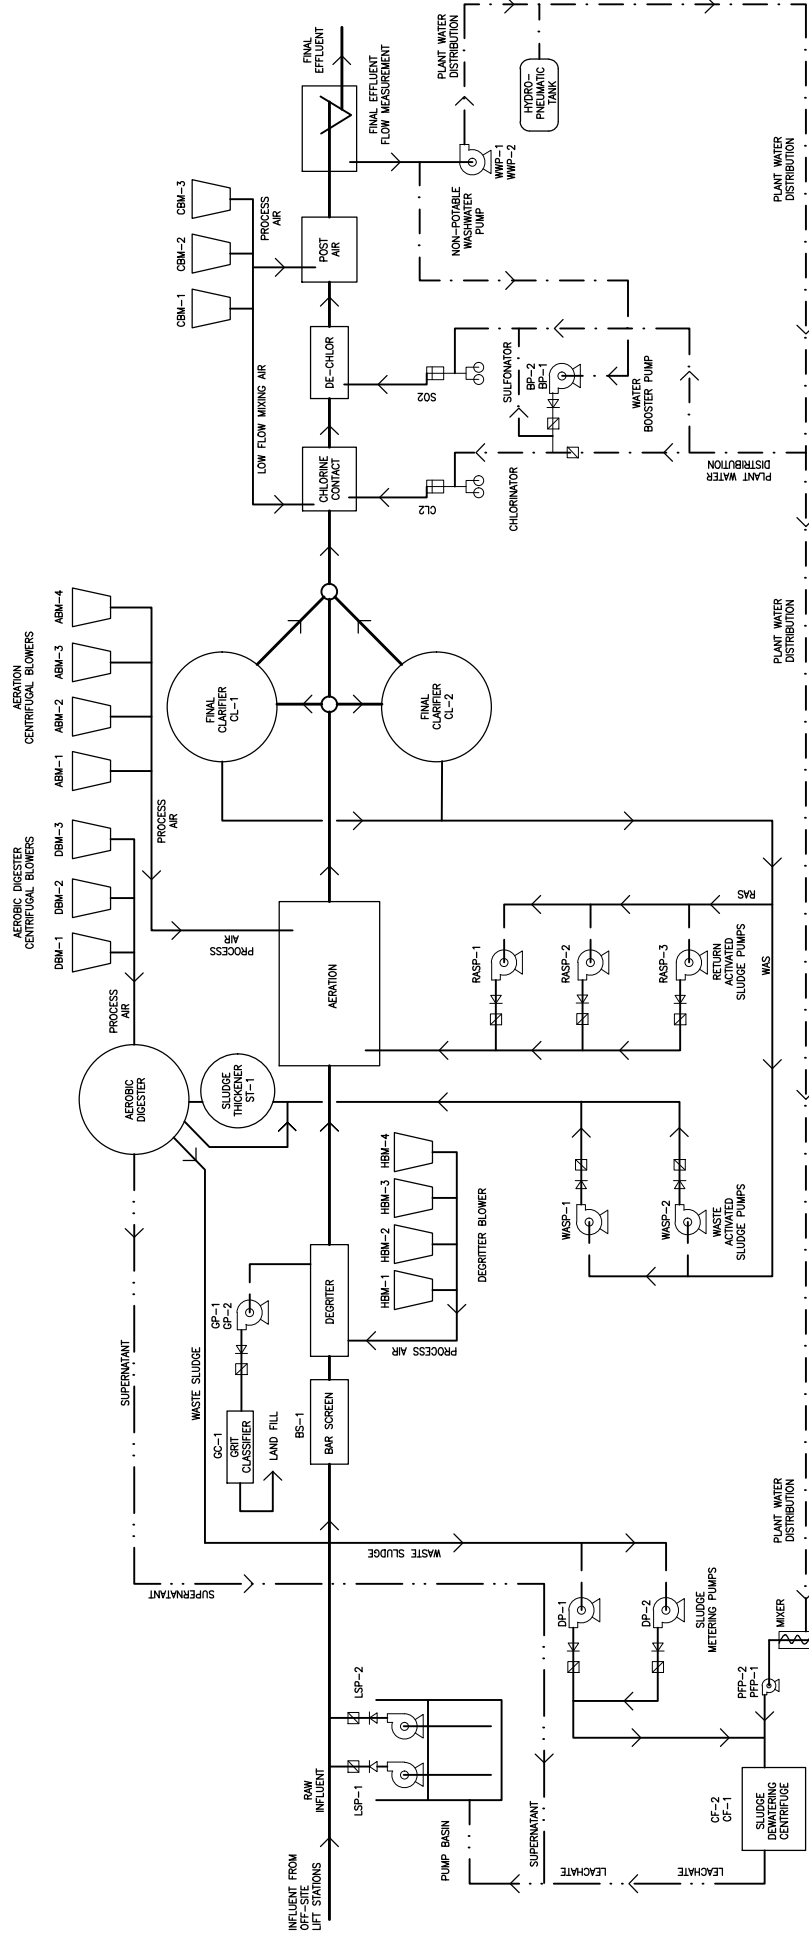 INFLUENT FROM
OFF-SITE
LIFT STATIONS
RAW
INFLUENT
LSP-1
LSP-2
PUMP BASIN
SUPERNATANT
LEACHATE
LEACHATE
CF-2
CF-1
SLUDGE
DEWATERING
CENTRIFUGE
PFP-2
PFP-1
MIXER
PLANT WATER
DISTRIBUTION
DP-1
DP-2
SLUDGE
METERING PUMPS
SUPERNATANT
WASTE SLUDGE
SUPERNATANT
WASTE SLUDGE
GC-1
GRIT
CLASSIFIER
LAND FILL
BS-1
BAR SCREEN
GP-1
GP-2
DEGRITER
PROCESS AIR
HBM-1
HBM-2
HBM-3
HBM-4
DEGRITTER BLOWER
AEROBIC
DIGESTER
SLUDGE
THICKENER
ST-1
PROCESS
AIR
AEROBIC DIGESTER
CENTRIFUGAL BLOWERS
DBM-1
DBM-2
DBM-3
AERATION
CENTRIFUGAL BLOWERS
ABM-1
ABM-2
ABM-3
ABM-4
PROCESS
AIR
PROCESS
AIR
AERATION
WASP-1
WASP-2
WASTE
ACTIVATED
SLUDGE PUMPS
WAS
RAS
RASP-1
RASP-2
RASP-3
RETURN
ACTIVATED
SLUDGE PUMPS
FINAL
CLARIFIER
CL-1
FINAL
CLARIFIER
CL-2
PLANT WATER
DISTRIBUTION
CHLORINE
CONTACT
LOW FLOW MIXING AIR
CL2
CHLORINATOR
DE-CHLOR
SO2
SULFONATOR
BP-2
BP-1
WATER
BOOSTER PUMP
PLANT WATER
DISTRIBUTION
CBM-1
CBM-2
CBM-3
PROCESS
AIR
POST
AIR
FINAL
EFFLUENT
FINAL EFFLUENT
FLOW MEASUREMENT
NON-POTABLE
WASHWATER
PUMP
WWP-1
WWP-2
PLANT WATER
DISTRIBUTION
HYDRO-
PNEUMATIC
TANK
PLANT WATER
DISTRIBUTION